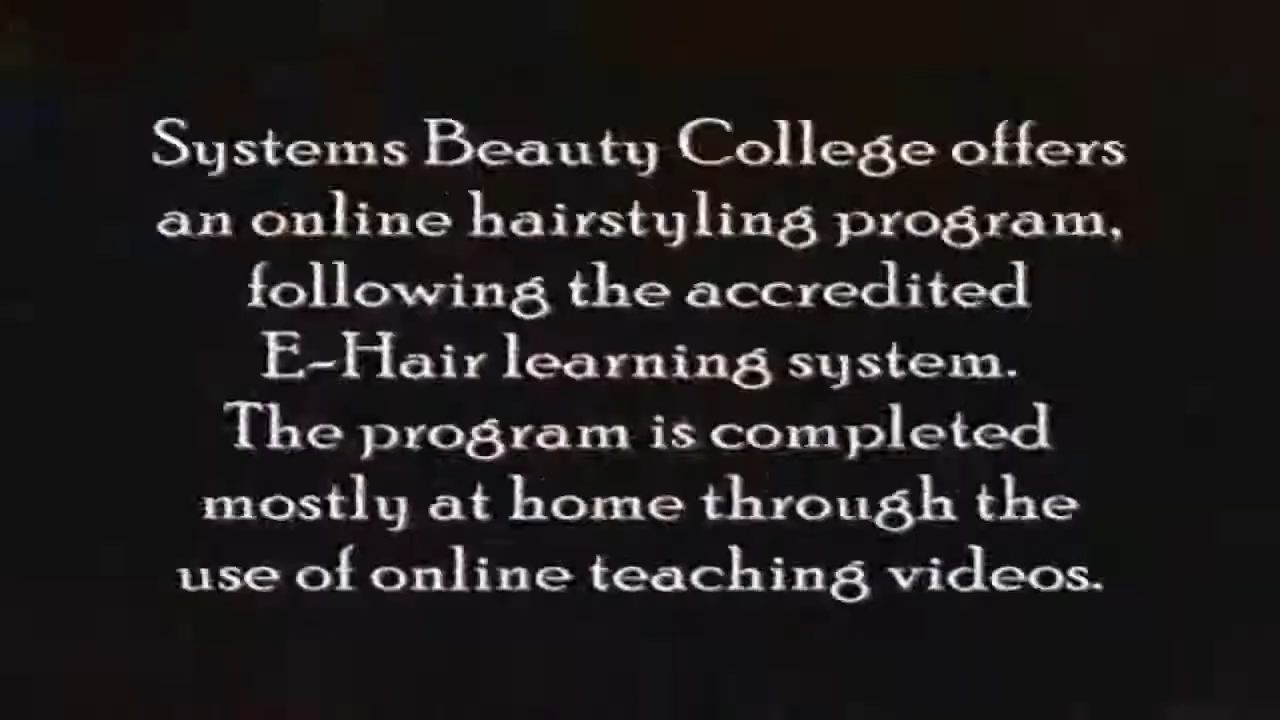 Systems Beauty College offers
an online hairstyling program,
following the accredited
E-Hair learning system.
The program is completed
mostly at home through the
use of online teaching videos.